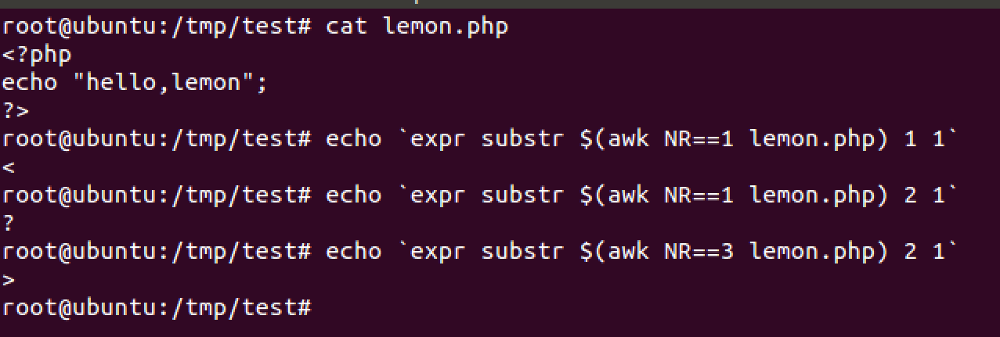 root@ubuntu:/tmp/test# cat lemon.php
<?php
echo "hello,lemon";
?>
root@ubuntu:/tmp/test# echo `expr substr $(awk NR==1 lemon.php) 1 1`
<
root@ubuntu:/tmp/test# echo `expr substr $(awk NR==1 lemon.php) 2 1`
?
root@ubuntu:/tmp/test# echo `expr substr $(awk NR==3 lemon.php) 2 1`
>
root@ubuntu:/tmp/test#